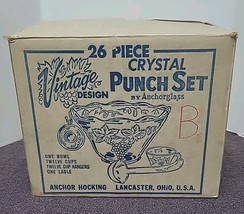 26 PIECE
CRYSTAL
Vintage
DESIGN
PUNCH SET
BY Anchorglass
B
ONE BOWL
TWELVE CUPS
TWELVE CUP HANGERS
ONE LADLE
ANCHOR HOCKING LANCASTER, OHIO, U.S.A.